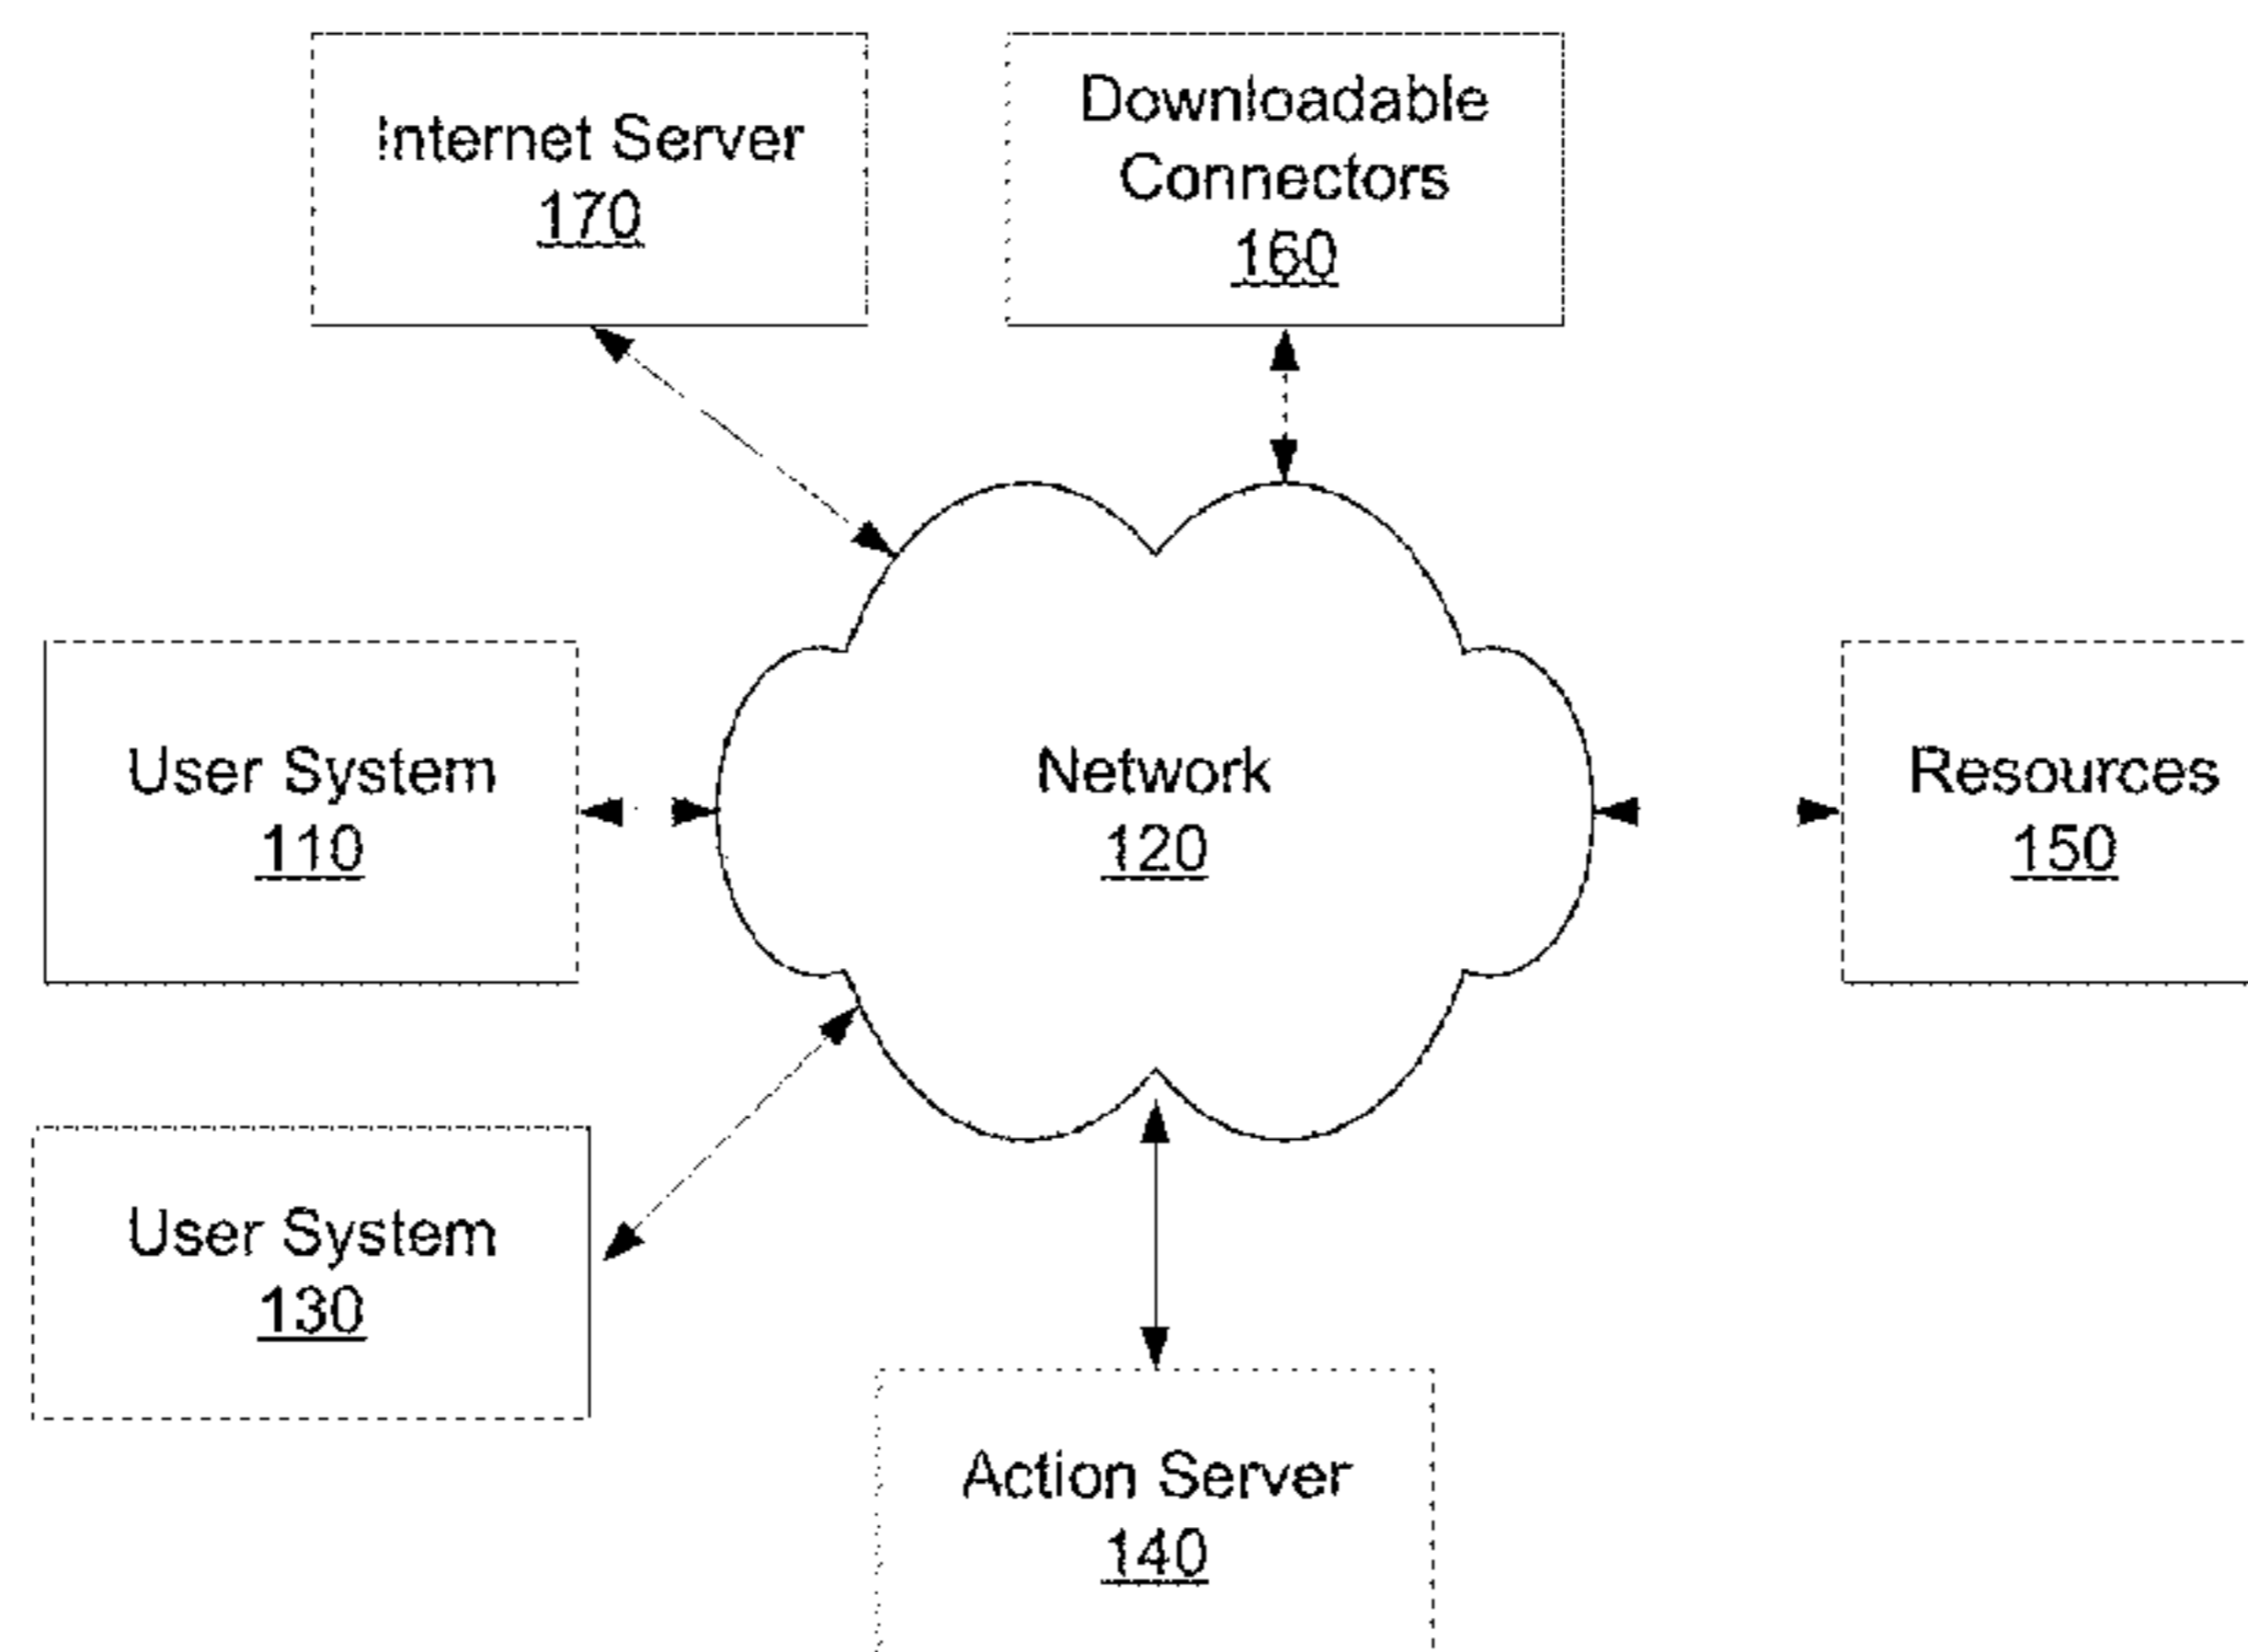 Internet Server
170
Downloadable
Connectors
160
User System
110
Network
120
Resources
150
User System
130
Action Server
140